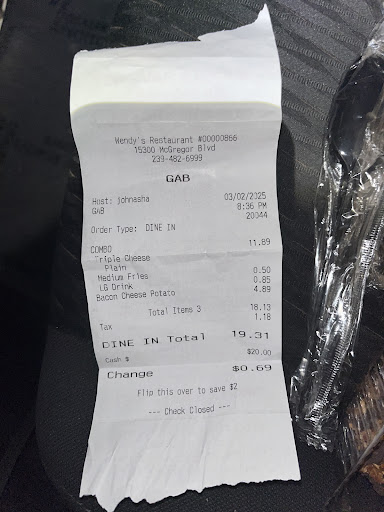 Wendy's Restaurant #00000866
15300 McGregor Blvd
239-482-6999
GAB
Host: johnasha 03/02/2025
GAB 8:36 PM
20044
Order Type: DINE IN
COMBO 11.89
Triple Cheese
Plain
Medium Fries 0.50
LG Drink 0.85
Bacon Cheese Potato 4.89
Total Items 3 18.13
Tax 1.18
DINE IN Total 19.31
Cash $ $20.00
Change $0.69
Flip this over to save $2
--- Check Closed ---